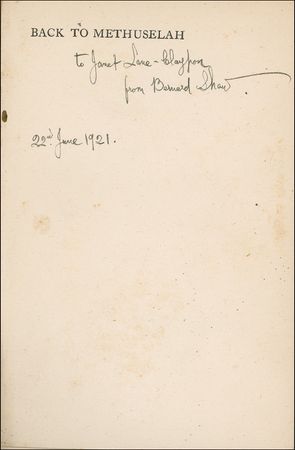 BACK TO METHUSELAH
to Janet Lane-Claypon
from Bernard Shaw
22nd June 1921.